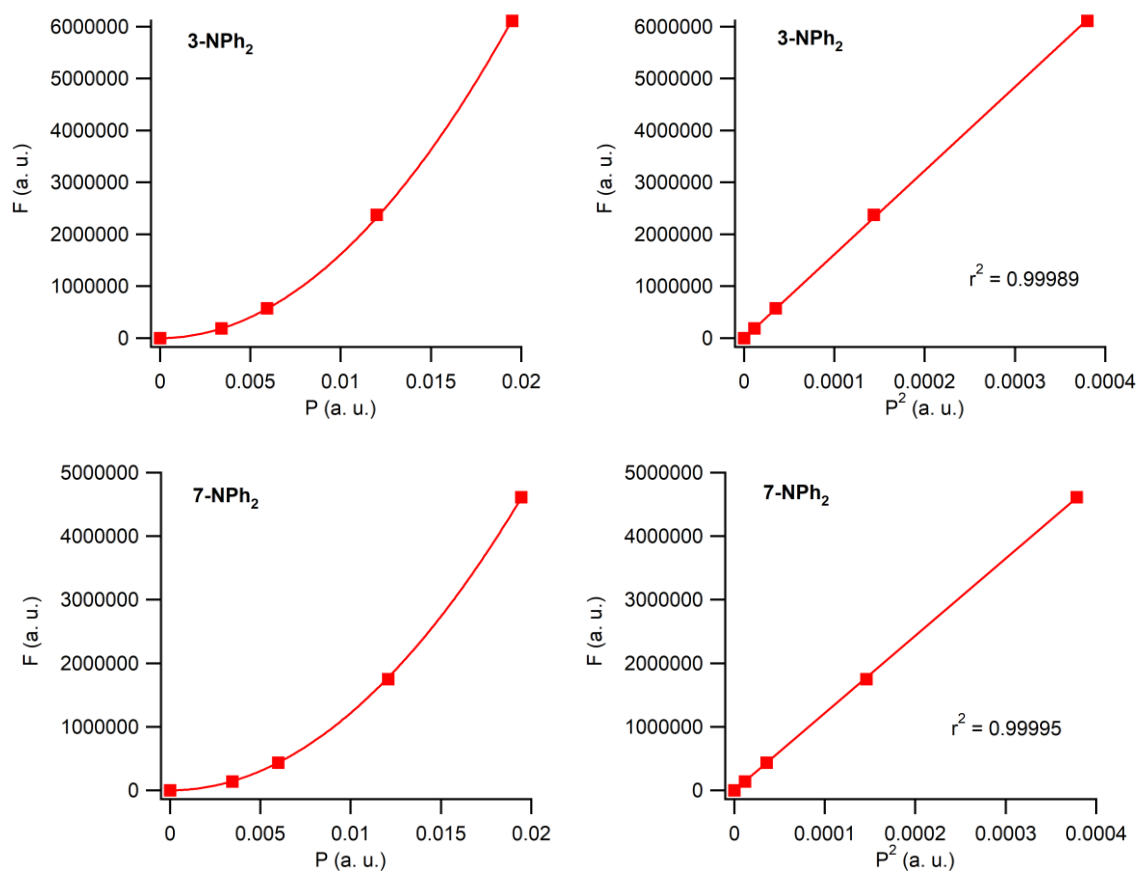 3-NPh₂
F (a. u.)
6000000
5000000
4000000
3000000
2000000
1000000
0
0 0.005 0.01 0.015 0.02
P (a. u.)
3-NPh₂
F (a. u.)
6000000
5000000
4000000
3000000
2000000
1000000
0
r² = 0.99989
0 0.0001 0.0002 0.0003 0.0004
P² (a. u.)
7-NPh₂
F (a. u.)
5000000
4000000
3000000
2000000
1000000
0
0 0.005 0.01 0.015 0.02
P (a. u.)
7-NPh₂
F (a. u.)
5000000
4000000
3000000
2000000
1000000
0
r² = 0.99995
0 0.0001 0.0002 0.0003 0.0004
P² (a. u.)